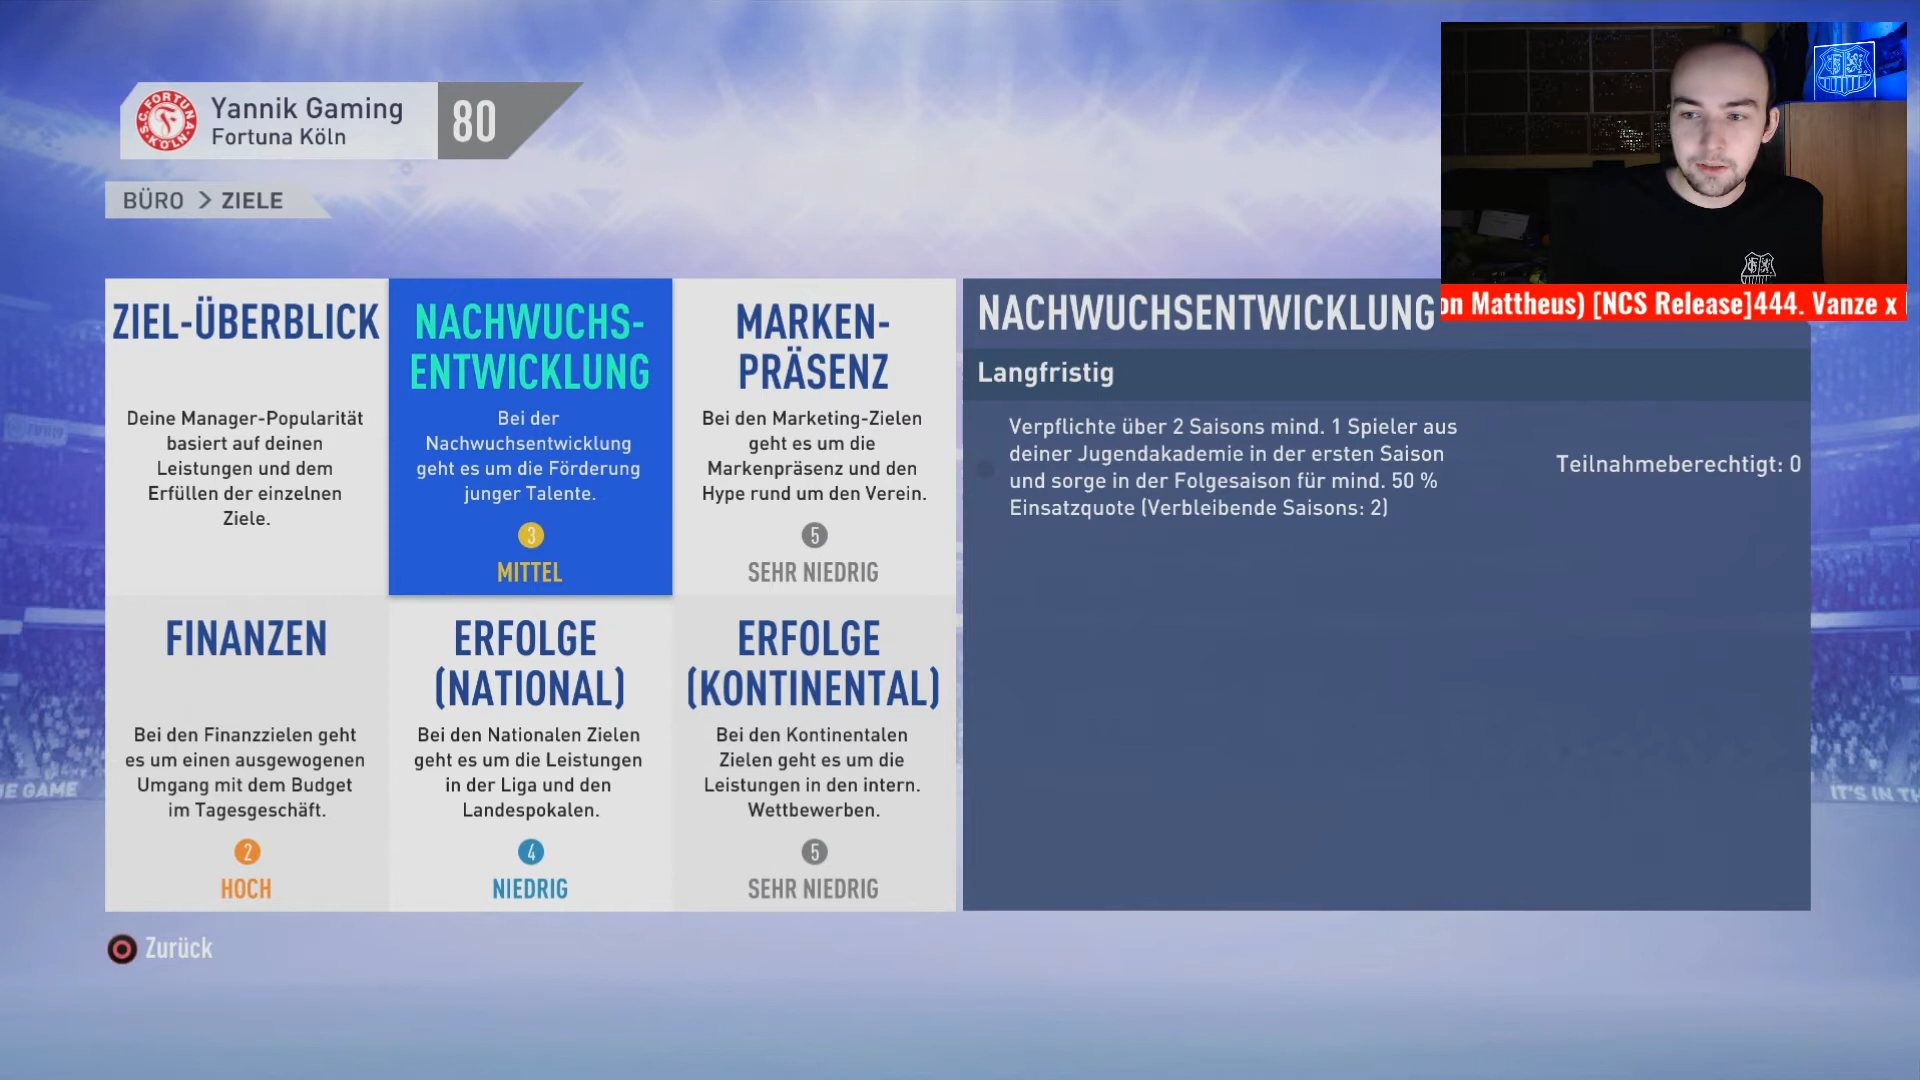 Yannik Gaming
Fortuna Köln
80
BÜRO > ZIELE
ZIEL-ÜBERBLICK
Deine Manager-Popularität
basiert auf deinen
Leistungen und dem
Erfüllen der einzelnen
Ziele.
NACHWUCHS-
ENTWICKLUNG
Bei der
Nachwuchsentwicklung
geht es um die Förderung
junger Talente.
3
MITTEL
MARKEN-
PRÄSENZ
Bei den Marketing-Zielen
geht es um die
Markenpräsenz und den
Hype rund um den Verein.
5
SEHR NIEDRIG
FINANZEN
Bei den Finanzzielen geht
es um einen ausgewogenen
Umgang mit dem Budget
im Tagesgeschäft.
2
HOCH
ERFOLGE
(NATIONAL)
Bei den Nationalen Zielen
geht es um die Leistungen
in der Liga und den
Landespokalen.
4
NIEDRIG
ERFOLGE
(KONTINENTAL)
Bei den Kontinentalen
Zielen geht es um die
Leistungen in den intern.
Wettbewerben.
5
SEHR NIEDRIG
NACHWUCHSENTWICKLUNG
Langfristig
Verpflichte über 2 Saisons mind. 1 Spieler aus
deiner Jugendakademie in der ersten Saison
und sorge in der Folgesaison für mind. 50 %
Einsatzquote (Verbleibende Saisons: 2)
Teilnahmeberechtigt: 0
on Mattheus) [NCS Release]444. Vanze x
Zurück
E GAME
IT'S IN TH
S.C. FORTUNA KÖLN